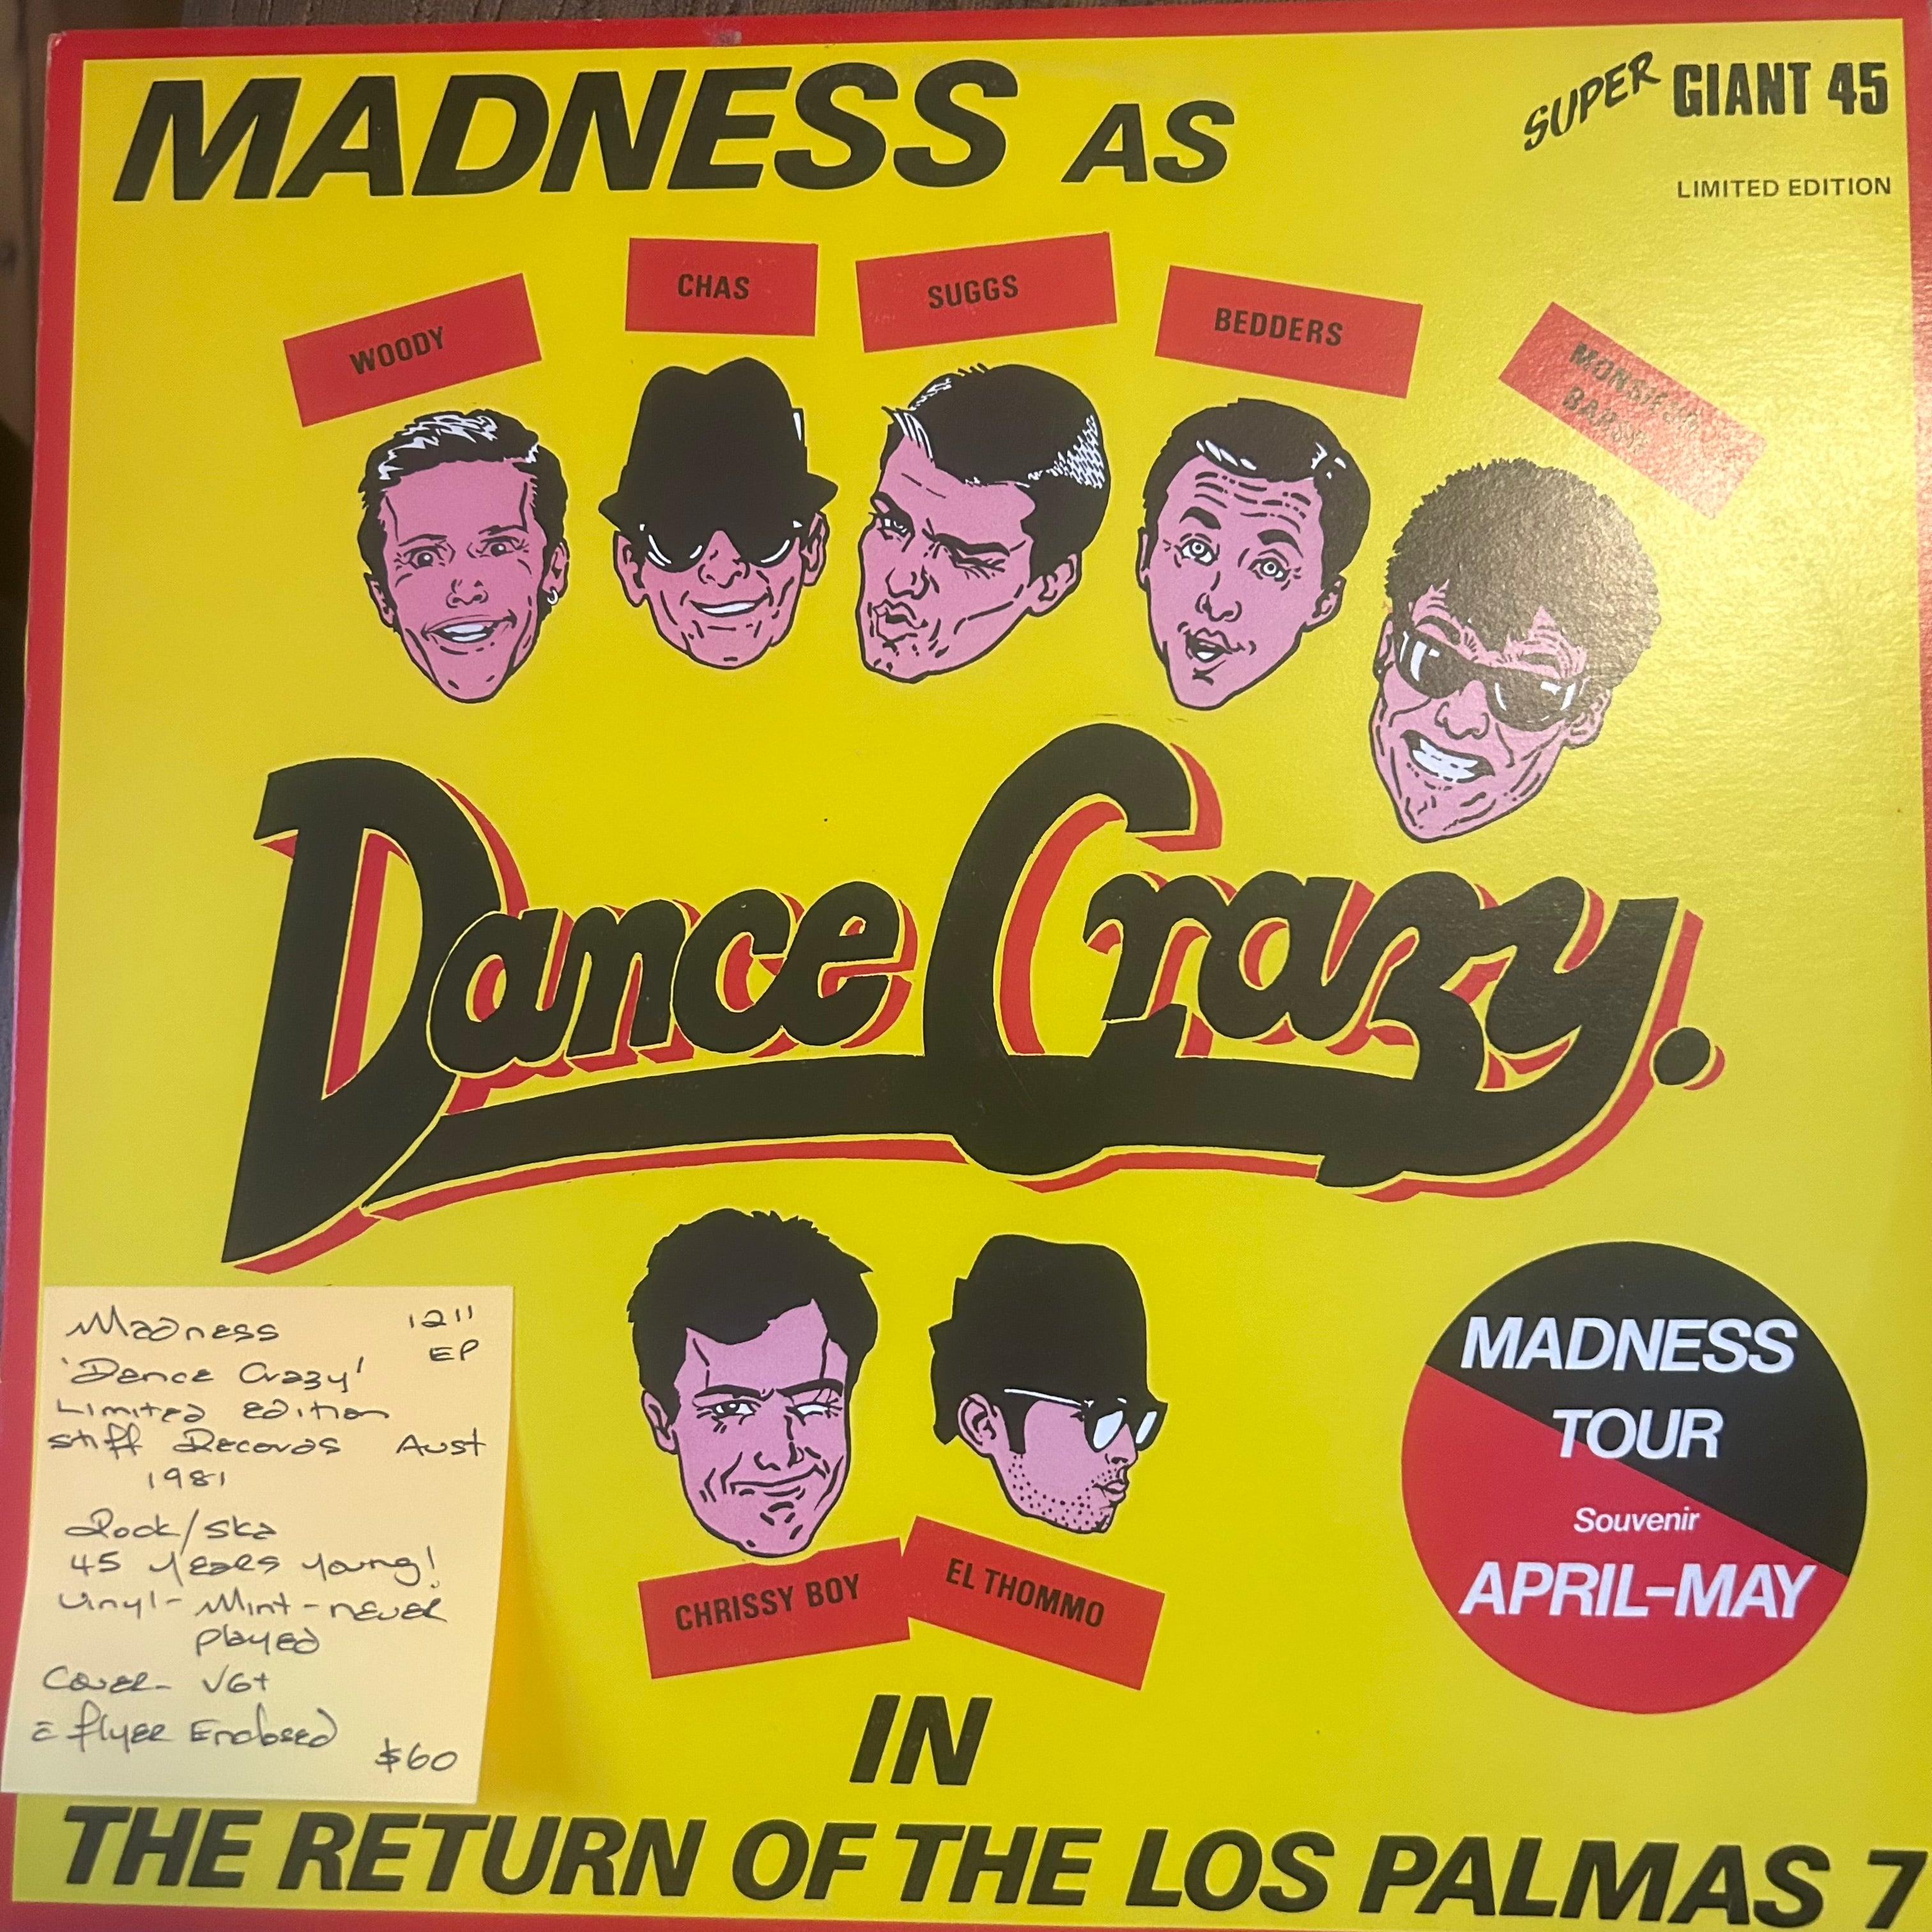 MADNESS AS
SUPER GIANT 45
LIMITED EDITION
WOODY
CHAS
SUGGS
BEDDERS
MONSIEUR
BARSO
Dance Crazy.
CHRISSY BOY
EL THOMMO
MADNESS
TOUR
Souvenir
APRIL-MAY
Madness 12" EP
'Dance Crazy'
Limited Edition
Stiff Records Aust
1981
Rock/Ska
45 Years young!
Vinyl - Mint - never
played
Cover - VG+
c̄ flyer Enclosed
$60
IN
THE RETURN OF THE LOS PALMAS 7